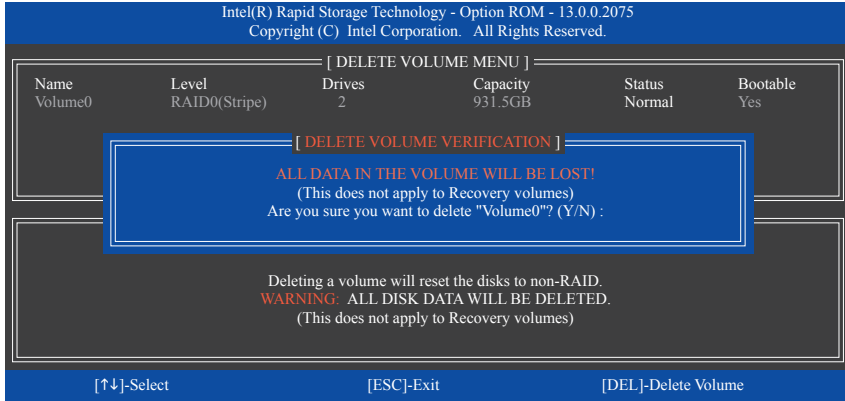 Intel(R) Rapid Storage Technology - Option ROM - 13.0.0.2075
Copyright (C) Intel Corporation. All Rights Reserved.
[ DELETE VOLUME MENU ]
Name Level Drives Capacity Status Bootable
Volume0 RAID0(Stripe) 2 931.5GB Normal Yes
[ DELETE VOLUME VERIFICATION ]
ALL DATA IN THE VOLUME WILL BE LOST!
(This does not apply to Recovery volumes)
Are you sure you want to delete "Volume0"? (Y/N) :
Deleting a volume will reset the disks to non-RAID.
WARNING: ALL DISK DATA WILL BE DELETED.
(This does not apply to Recovery volumes)
[↑↓]-Select [ESC]-Exit [DEL]-Delete Volume